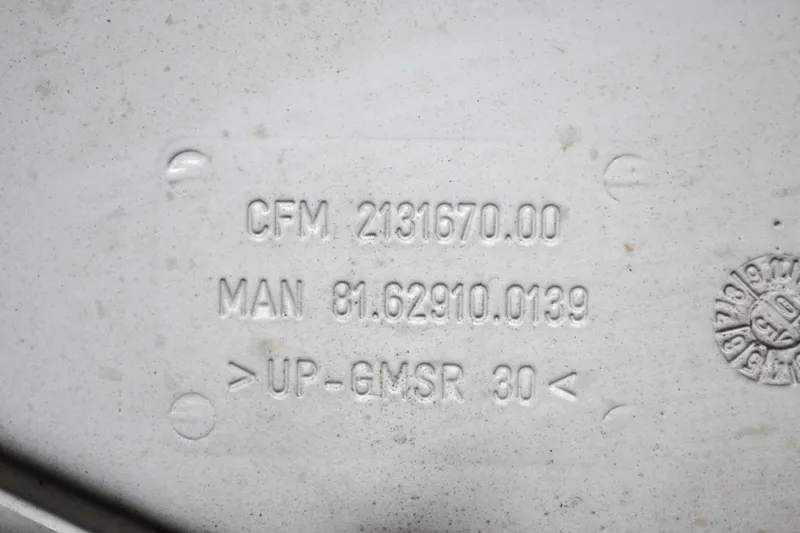 CFM 2131670.00
MAN 81.62910.0139
>UP-GMSR 30<